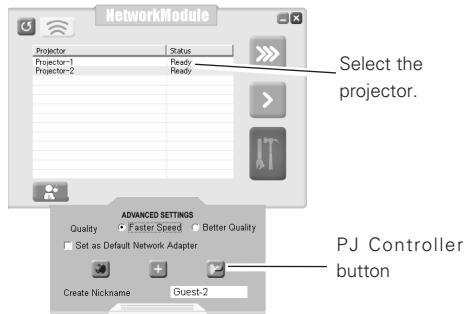 NetworkModule
Projector Status
Projector-1 Ready
Projector-2 Ready
Select the
projector.
ADVANCED SETTINGS
Quality Faster Speed Better Quality
Set as Default Network Adapter
PJ Controller
button
Create Nickname Guest-2